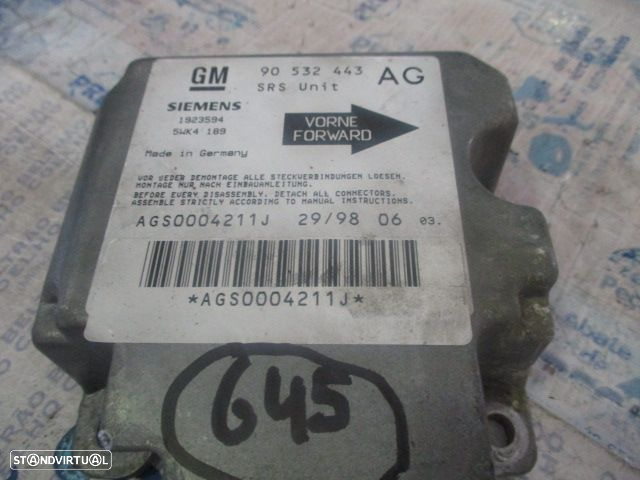 GM 90 532 443 AG
SRS Unit
SIEMENS
1923594
5WK4 189
VORNE
FORWARD
Made in Germany
VOR JEDER DEMONTAGE ALLE STECKVERBINDUNGEN LOESEN.
MONTAGE NUR NACH EINBAUANLEITUNG.
BEFORE EVERY DISASSEMBLY, DETACH ALL CONNECTORS.
ASSEMBLE STRICTLY ACCORDING TO MANUAL INSTRUCTIONS.
AGS0004211J 29/98 06 03.
*AGS0004211J*
645
STANDVIRTUAL